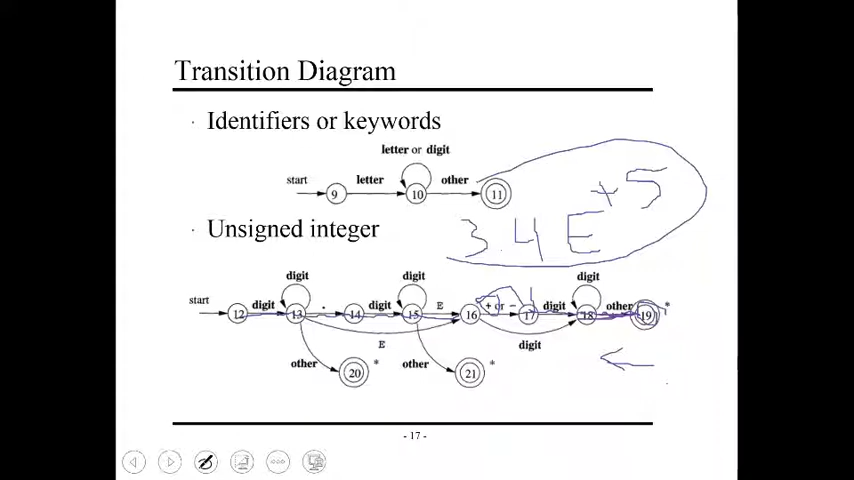 Transition Diagram
· Identifiers or keywords
letter or digit
start 9 letter 10 other 11
· Unsigned integer
3.4E+5
digit digit digit
start 12 digit 13 . 14 digit 15 E 16 + or - 17 digit 18 other 19 *
E digit
other 20 * other 21 *
- 17 -